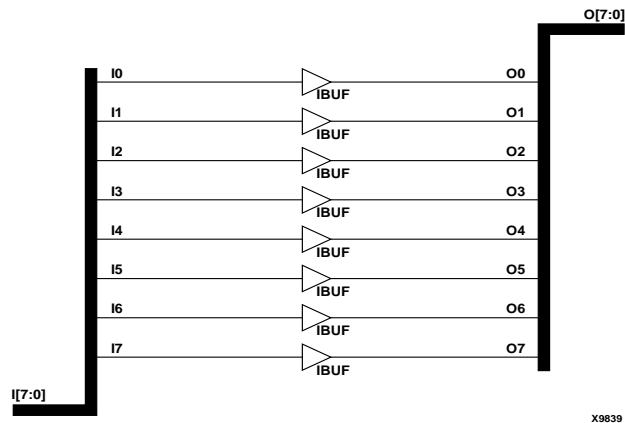 O[7:0]
I0 O0
IBUF
I1 O1
IBUF
I2 O2
IBUF
I3 O3
IBUF
I4 O4
IBUF
I5 O5
IBUF
I6 O6
IBUF
I7 O7
IBUF
I[7:0]
X9839